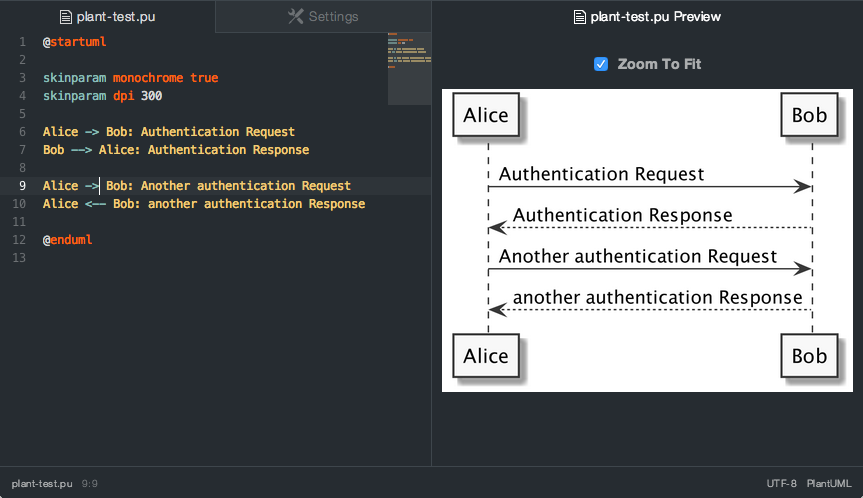 plant-test.pu
Settings
plant-test.pu Preview
1 @startuml
2
3 skinparam monochrome true
4 skinparam dpi 300
5
6 Alice -> Bob: Authentication Request
7 Bob --> Alice: Authentication Response
8
9 Alice -> Bob: Another authentication Request
10 Alice <-- Bob: another authentication Response
11
12 @enduml
13
Zoom To Fit
Alice
Bob
Authentication Request
Authentication Response
Another authentication Request
another authentication Response
Alice
Bob
plant-test.pu 9:9
UTF-8 PlantUML